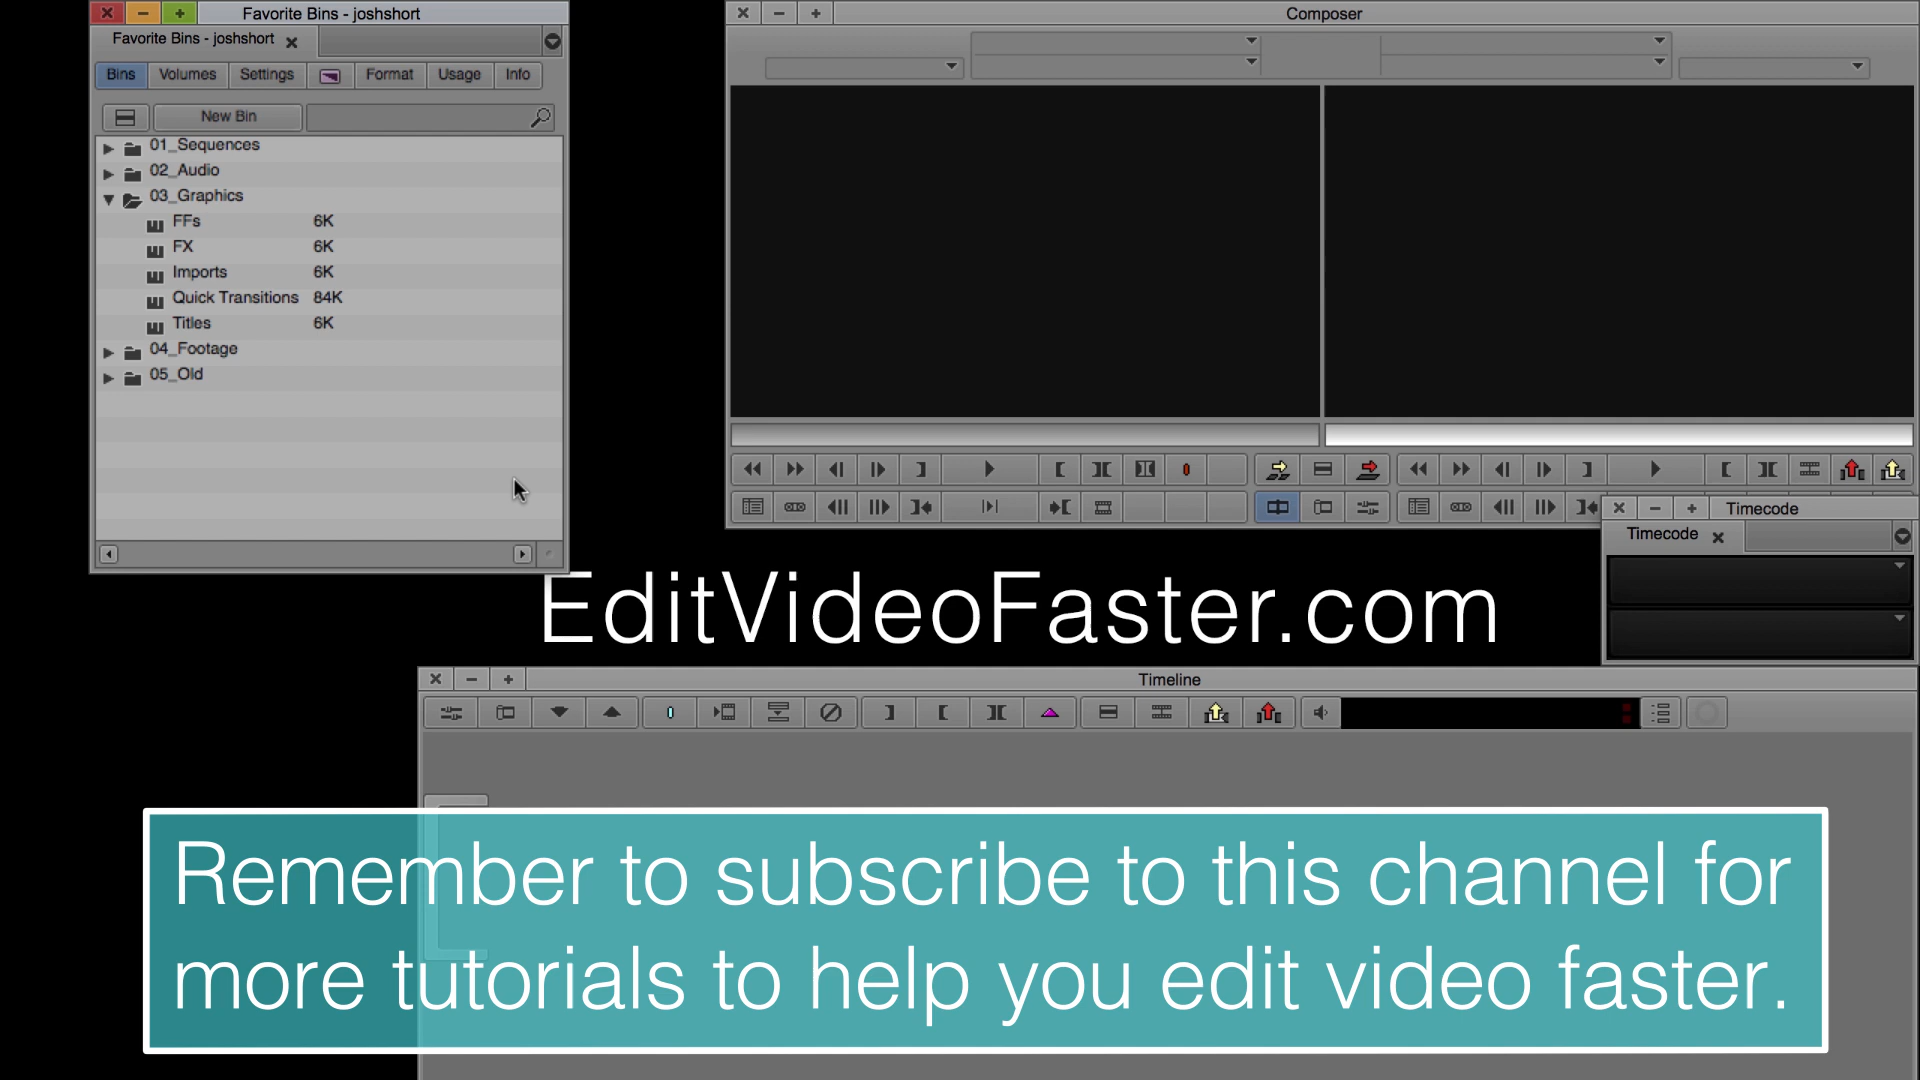 Favorite Bins - joshshort
Composer
Favorite Bins - joshshort
Bins Volumes Settings Format Usage Info
New Bin
01_Sequences
02_Audio
03_Graphics
FFs 6K
FX 6K
Imports 6K
Quick Transitions 84K
Titles 6K
04_Footage
05_Old
Timecode
Timecode
EditVideoFaster.com
Timeline
Remember to subscribe to this channel for
more tutorials to help you edit video faster.